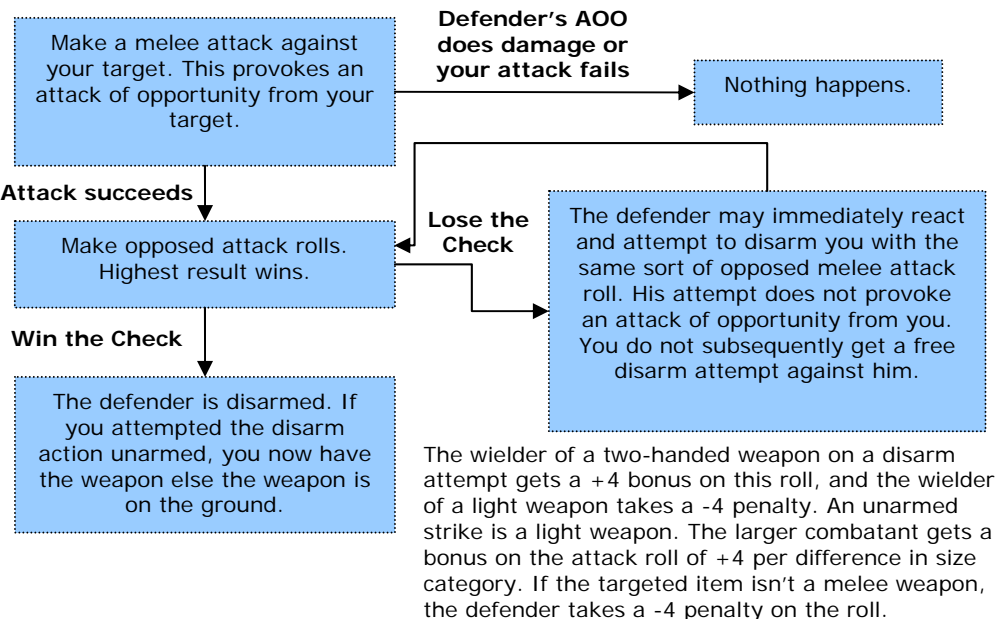 Make a melee attack against
your target. This provokes an
attack of opportunity from your
target.
Defender's AOO
does damage or
your attack fails
Nothing happens.
Attack succeeds
Make opposed attack rolls.
Highest result wins.
Lose the
Check
The defender may immediately react
and attempt to disarm you with the
same sort of opposed melee attack
roll. His attempt does not provoke
an attack of opportunity from you.
You do not subsequently get a free
disarm attempt against him.
Win the Check
The defender is disarmed. If
you attempted the disarm
action unarmed, you now have
the weapon else the weapon is
on the ground.
The wielder of a two-handed weapon on a disarm
attempt gets a +4 bonus on this roll, and the wielder
of a light weapon takes a -4 penalty. An unarmed
strike is a light weapon. The larger combatant gets a
bonus on the attack roll of +4 per difference in size
category. If the targeted item isn't a melee weapon,
the defender takes a -4 penalty on the roll.